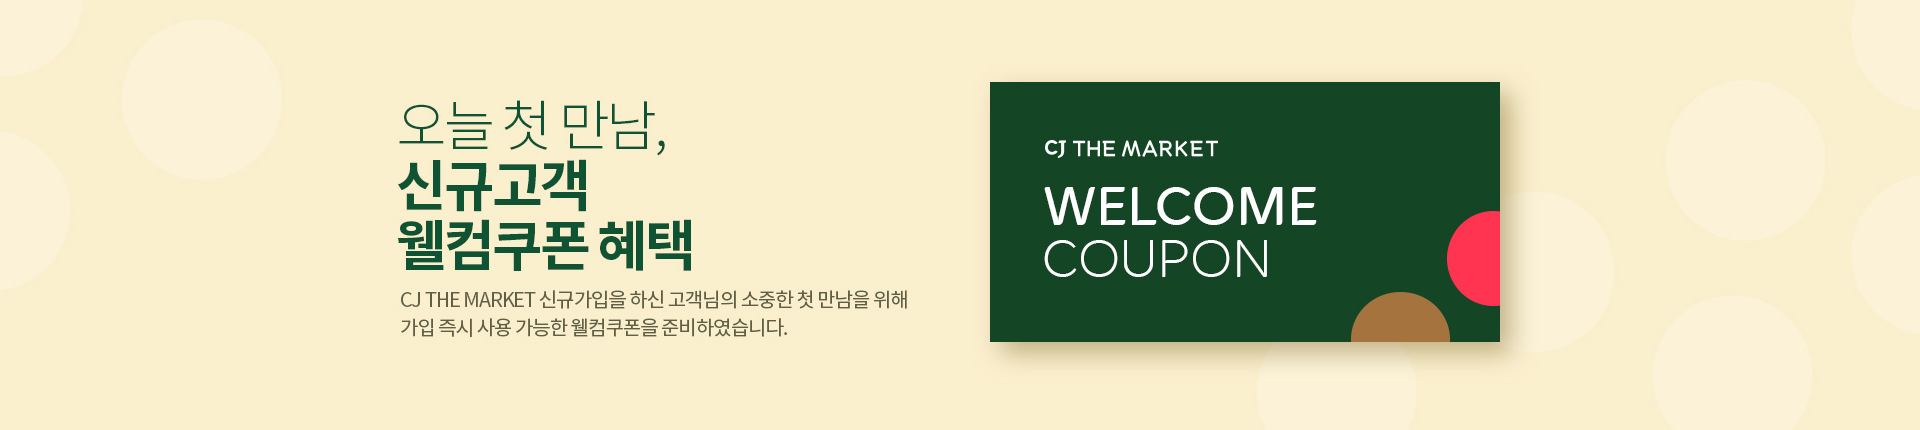 오늘 첫 만남,
신규고객
웰컴쿠폰 혜택
CJ THE MARKET 신규가입을 하신 고객님의 소중한 첫 만남을 위해
가입 즉시 사용 가능한 웰컴쿠폰을 준비하였습니다.
CJ THE MARKET
WELCOME
COUPON